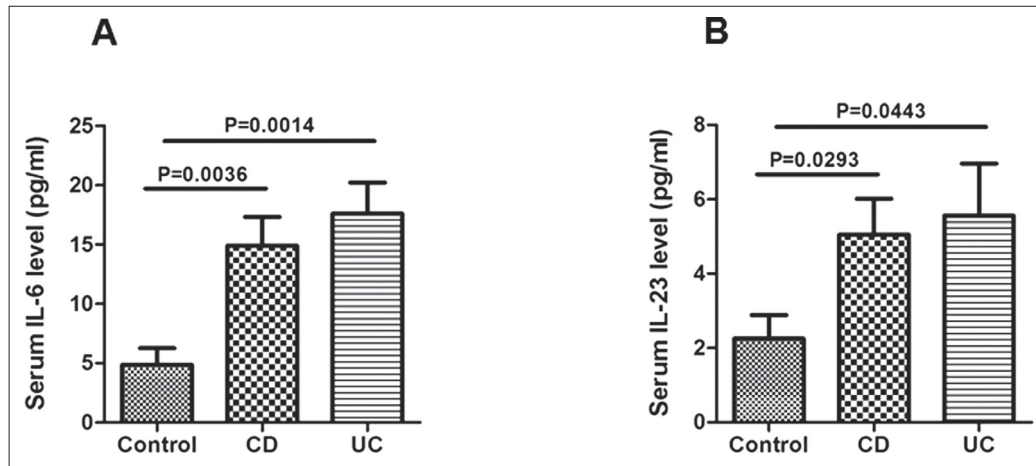 A
Serum IL-6 level (pg/ml)
25
20
15
10
5
0
P=0.0014
P=0.0036
Control CD UC
B
Serum IL-23 level (pg/ml)
8
6
4
2
0
P=0.0443
P=0.0293
Control CD UC